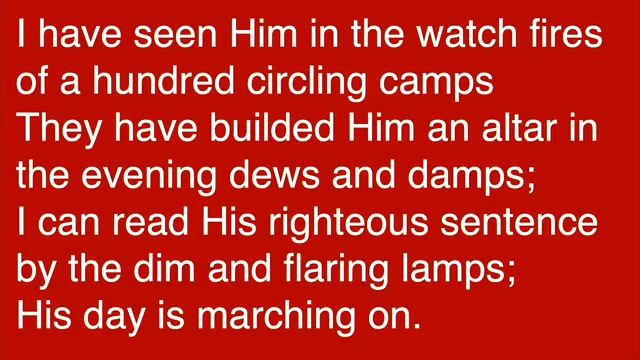 I have seen Him in the watch fires
of a hundred circling camps
They have builded Him an altar in
the evening dews and damps;
I can read His righteous sentence
by the dim and flaring lamps;
His day is marching on.